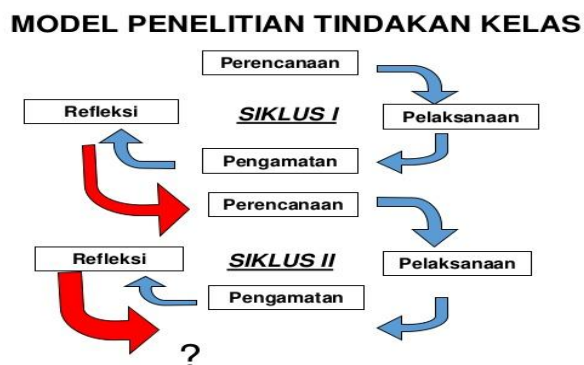 MODEL PENELITIAN TINDAKAN KELAS
Perencanaan
Refleksi
SIKLUS I
Pelaksanaan
Pengamatan
Perencanaan
Refleksi
SIKLUS II
Pelaksanaan
Pengamatan
?